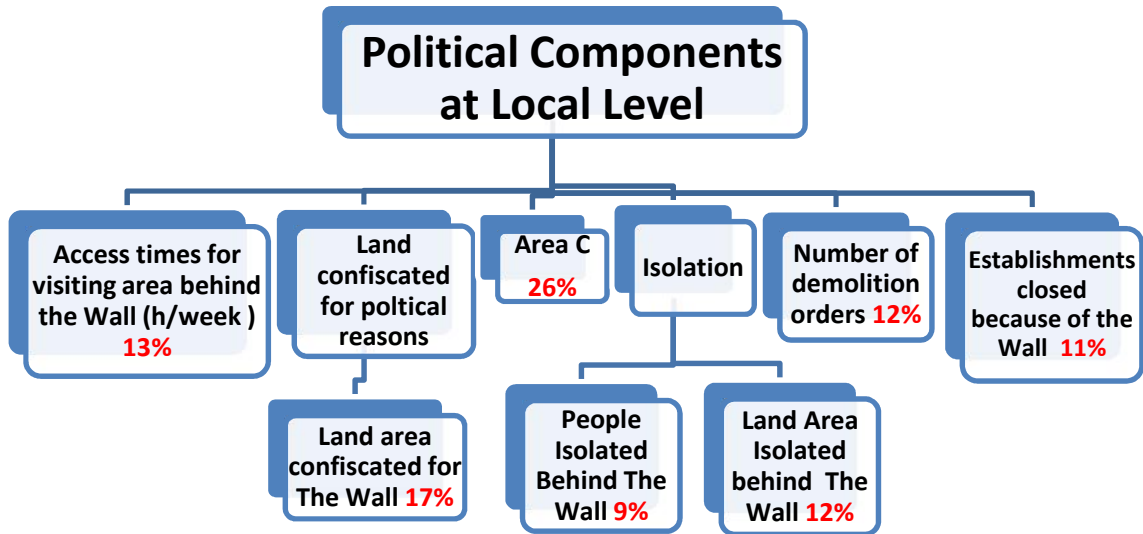 Political Components
at Local Level
Access times for
visiting area behind
the Wall (h/week )
13%
Land
confiscated
for poltical
reasons
Area C
26%
Isolation
Number of
demolition
orders 12%
Establishments
closed
because of the
Wall 11%
Land area
confiscated for
The Wall 17%
People
Isolated
Behind The
Wall 9%
Land Area
Isolated
behind The
Wall 12%